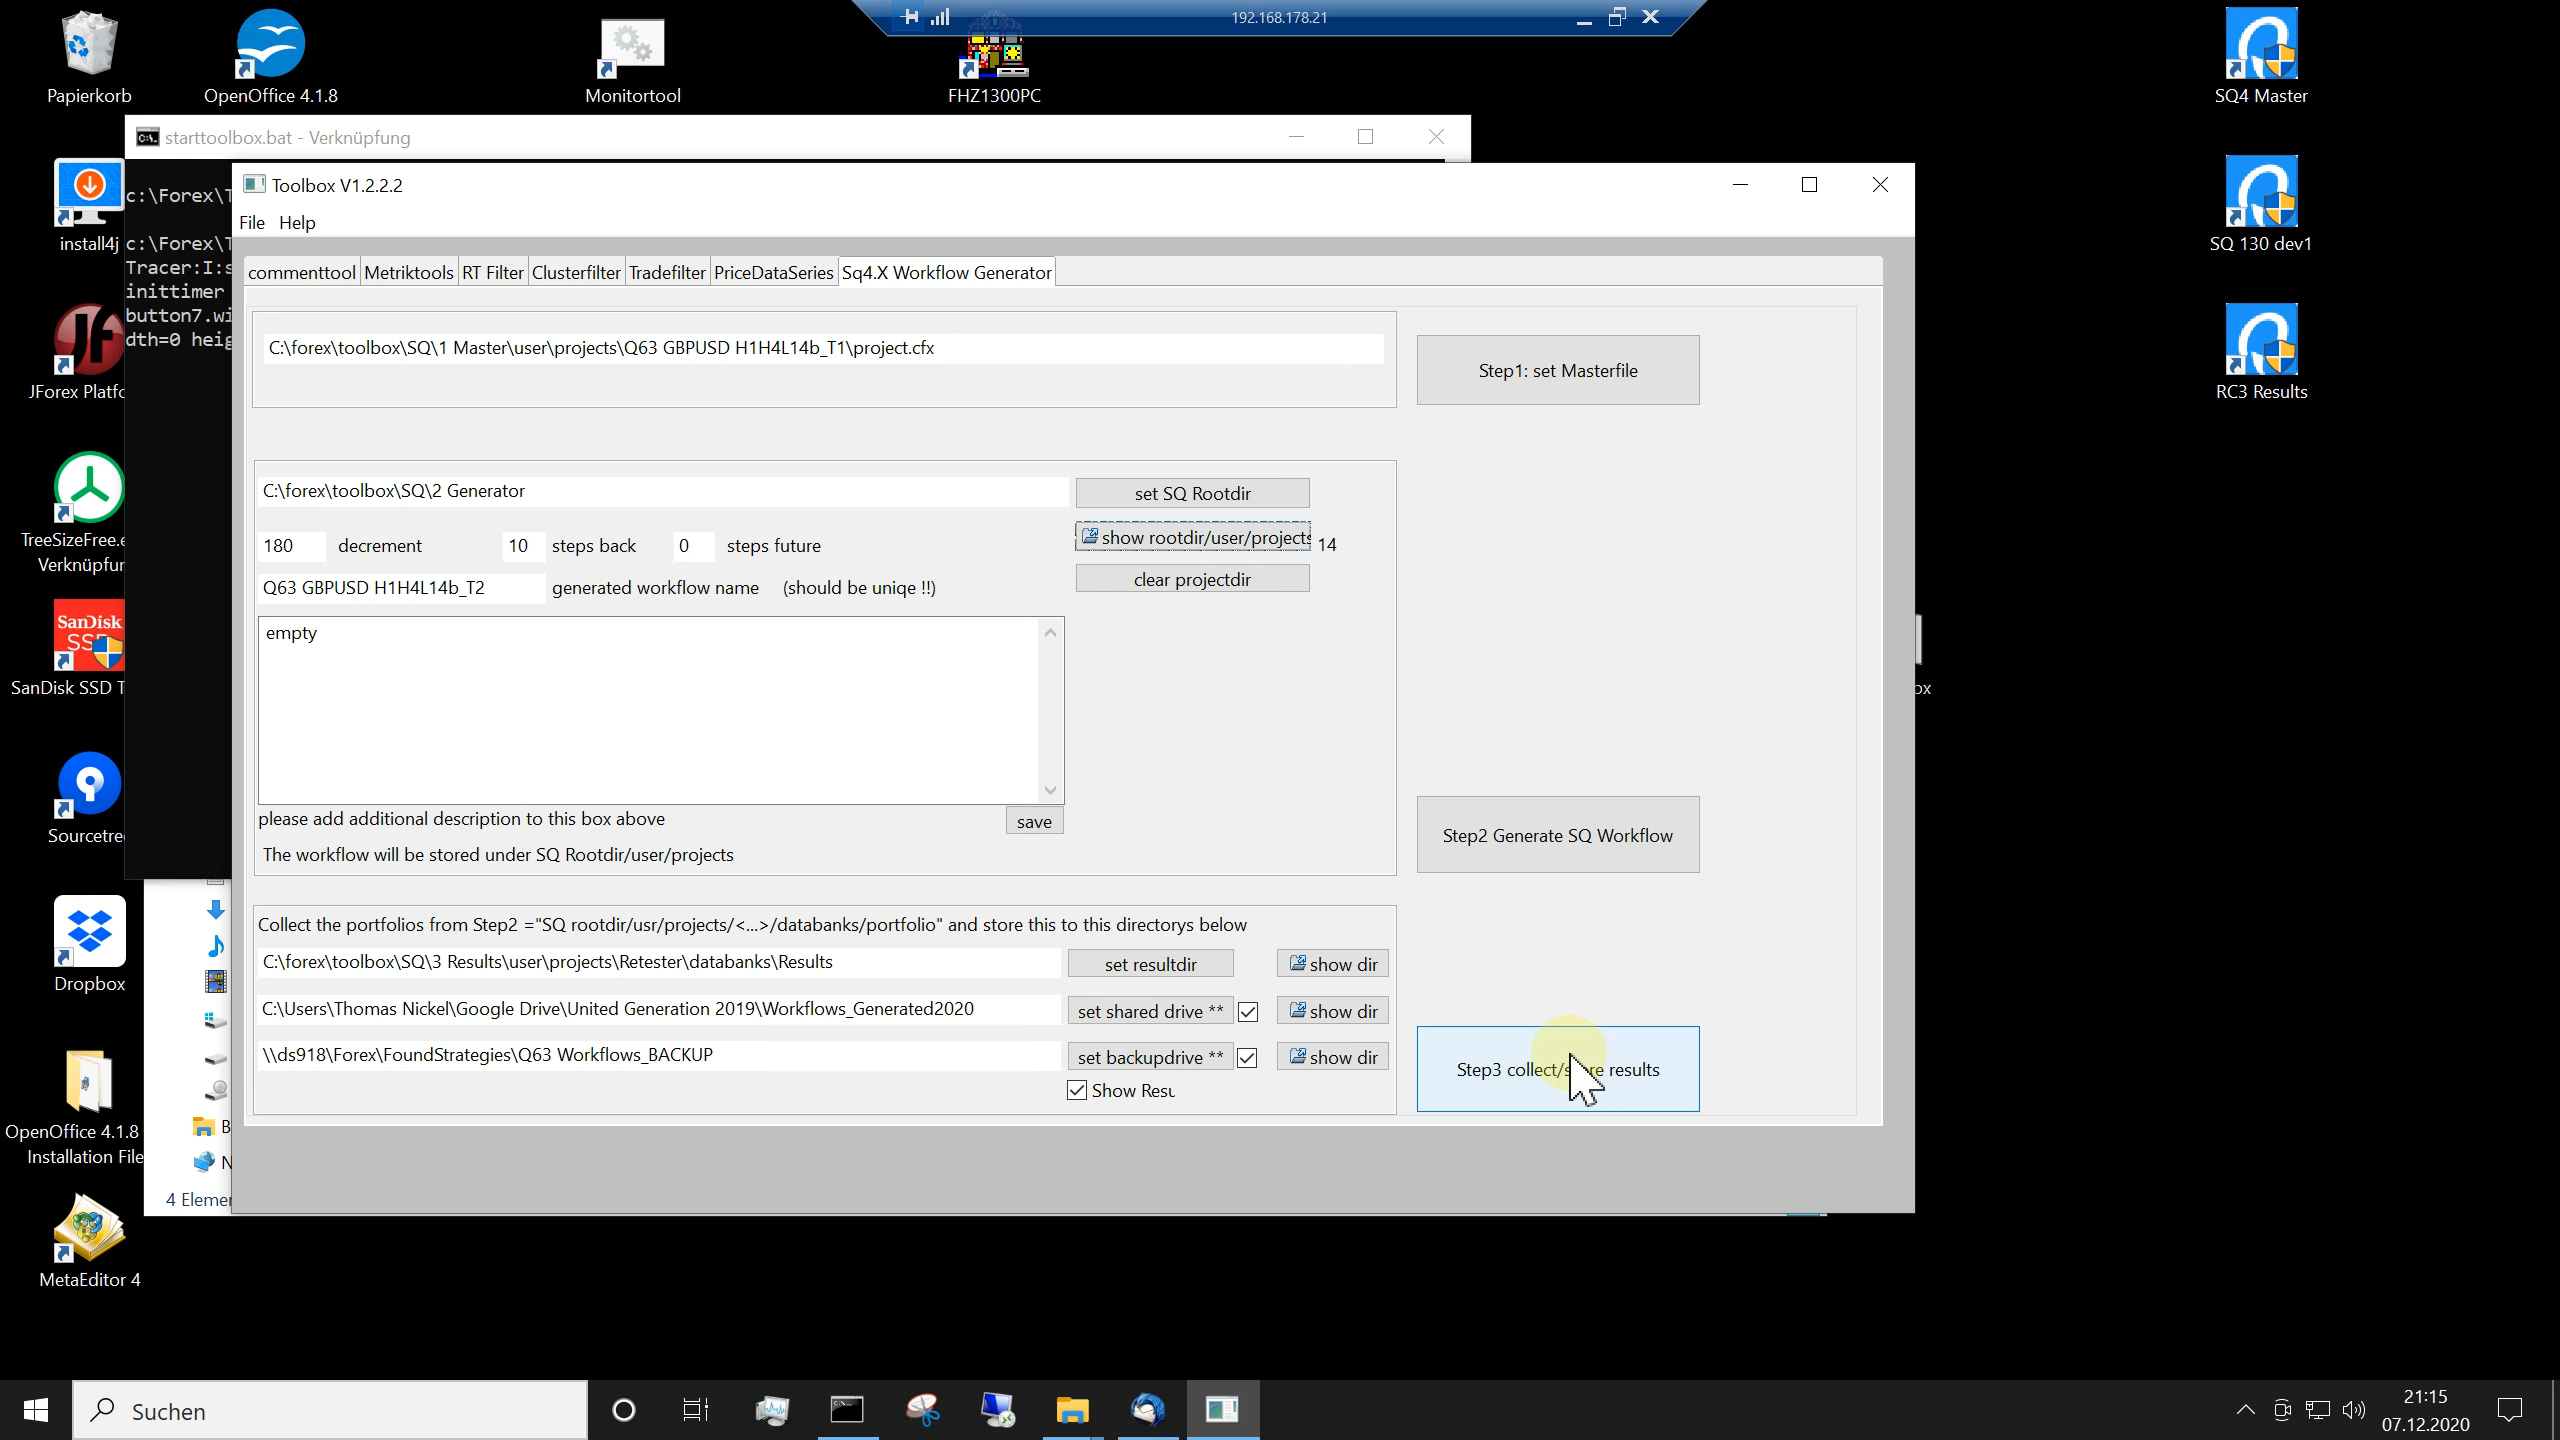 192.168.178.21
Papierkorb
OpenOffice 4.1.8
Monitortool
FHZ1300PC
SQ4 Master
starttoolbox.bat - Verknüpfung
install4j
c:\Forex\T
c:\Forex\T
Tracer:I:s
inittimer
button7.wi
dth=0 heig
SQ 130 dev1
RC3 Results
JForex Platfo
TreeSizeFree.e
Verknüpfun
SanDisk
SSD
SanDisk SSD T
Sourcetree
Dropbox
OpenOffice 4.1.8
Installation File
MetaEditor 4
Toolbox V1.2.2.2
File Help
commenttool Metriktools RT Filter Clusterfilter Tradefilter PriceDataSeries Sq4.X Workflow Generator
C:\forex\toolbox\SQ\1 Master\user\projects\Q63 GBPUSD H1H4L14b_T1\project.cfx
Step1: set Masterfile
C:\forex\toolbox\SQ\2 Generator
set SQ Rootdir
180 decrement 10 steps back 0 steps future
show rootdir/user/projects 14
Q63 GBPUSD H1H4L14b_T2 generated workflow name (should be uniqe !!)
clear projectdir
empty
please add additional description to this box above
save
Step2 Generate SQ Workflow
The workflow will be stored under SQ Rootdir/user/projects
Collect the portfolios from Step2 ="SQ rootdir/usr/projects/<...>/databanks/portfolio" and store this to this directorys below
C:\forex\toolbox\SQ\3 Results\user\projects\Retester\databanks\Results
set resultdir show dir
C:\Users\Thomas Nickel\Google Drive\United Generation 2019\Workflows_Generated2020
set shared drive ** show dir
\\ds918\Forex\FoundStrategies\Q63 Workflows_BACKUP
set backupdrive ** show dir
Show Resu
Step3 collect/store results
ox
B
N
4 Elemen
Suchen
21:15
07.12.2020